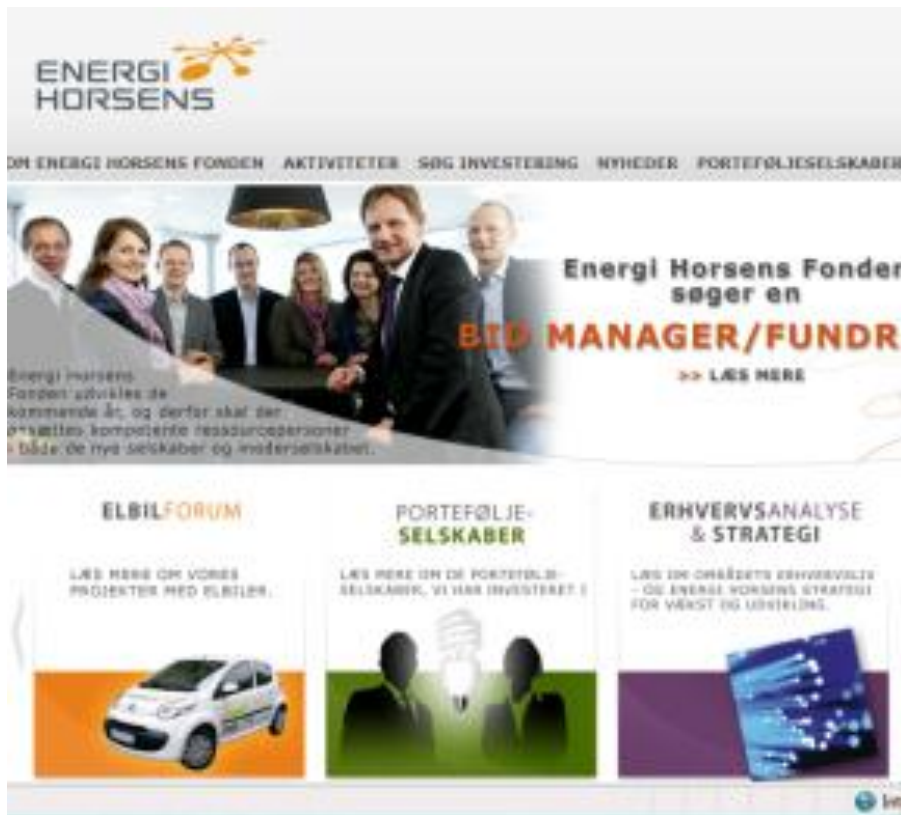 ENERGI
HORSENS
OM ENERGI HORSENS FONDEN AKTIVITETER SØG INVESTERING NYHEDER PORTEFØLJESELSKABER
Energi Horsens Fonden
søger en
BID MANAGER/FUNDR
>> LÆS MERE
Energi Horsens
Fonden udvikles de
kommende år, og derfor skal der
ansættes kompetente ressourcepersoner
både de nye selskaber og moderselskabet.
ELBILFORUM
LÆS MERE OM VORES
PROJEKTER MED ELBILER.
PORTEFØLJE-
SELSKABER
LÆS MERE OM DE PORTEFØLJE-
SELSKABER, VI HAR INVESTERET I
ERHVERVSANALYSE
& STRATEGI
LÆS OM OMRÅDETS ERHVERVSLIV
- OG ENERGI HORSENS STRATEGI
FOR VÆKST OG UDVIKLING.